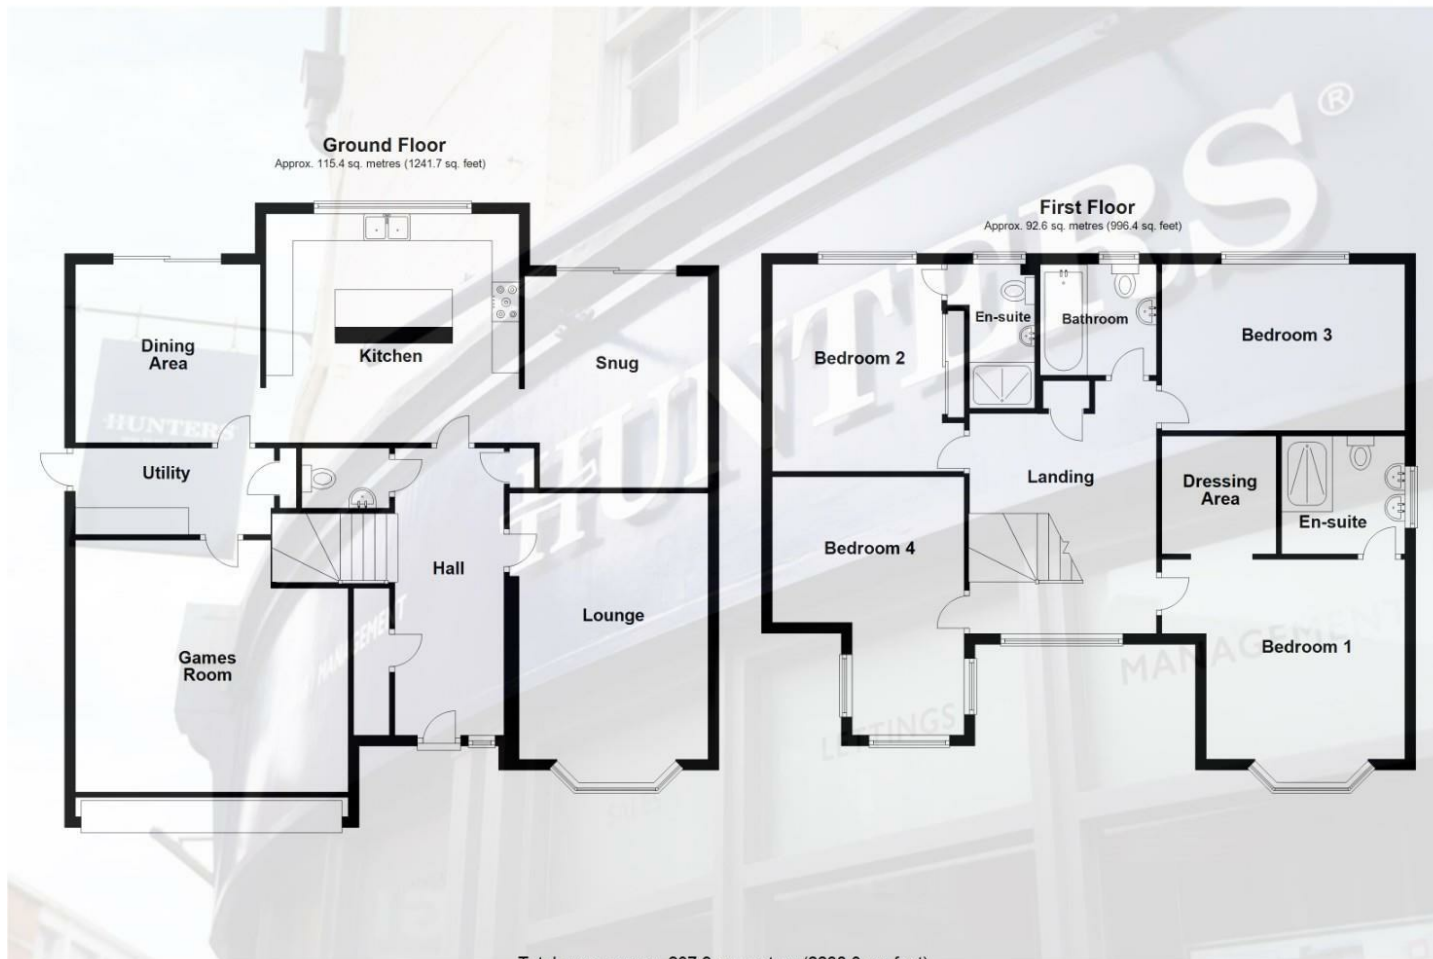 Ground Floor
Approx. 115.4 sq. metres (1241.7 sq. feet)
First Floor
Approx. 92.6 sq. metres (996.4 sq. feet)
HUNTERS®
Dining
Area
Kitchen
Snug
HUNTERS
Utility
Hall
Lounge
Games
Room
MANAGEMENT
Bedroom 2
En-suite
Bathroom
Bedroom 3
Landing
Dressing
Area
En-suite
Bedroom 4
Bedroom 1
MANAGEMENT
LETTINGS